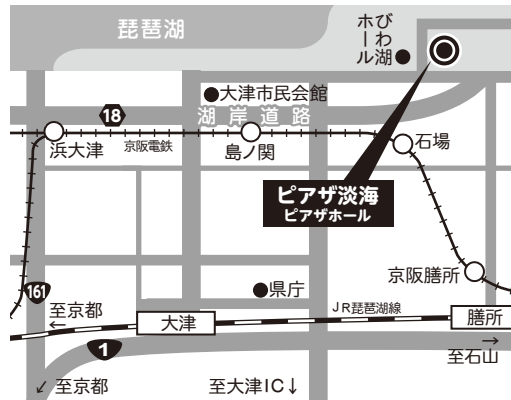 琵琶湖
びわ湖
ホール
●大津市民会館
湖岸道路
18
浜大津
京阪電鉄
島ノ関
石場
ピアザ淡海
ピアザホール
京阪膳所
161
●県庁
至京都
←
JR琵琶湖線
大津
膳所
1
→
至石山
↙至京都
至大津IC↓